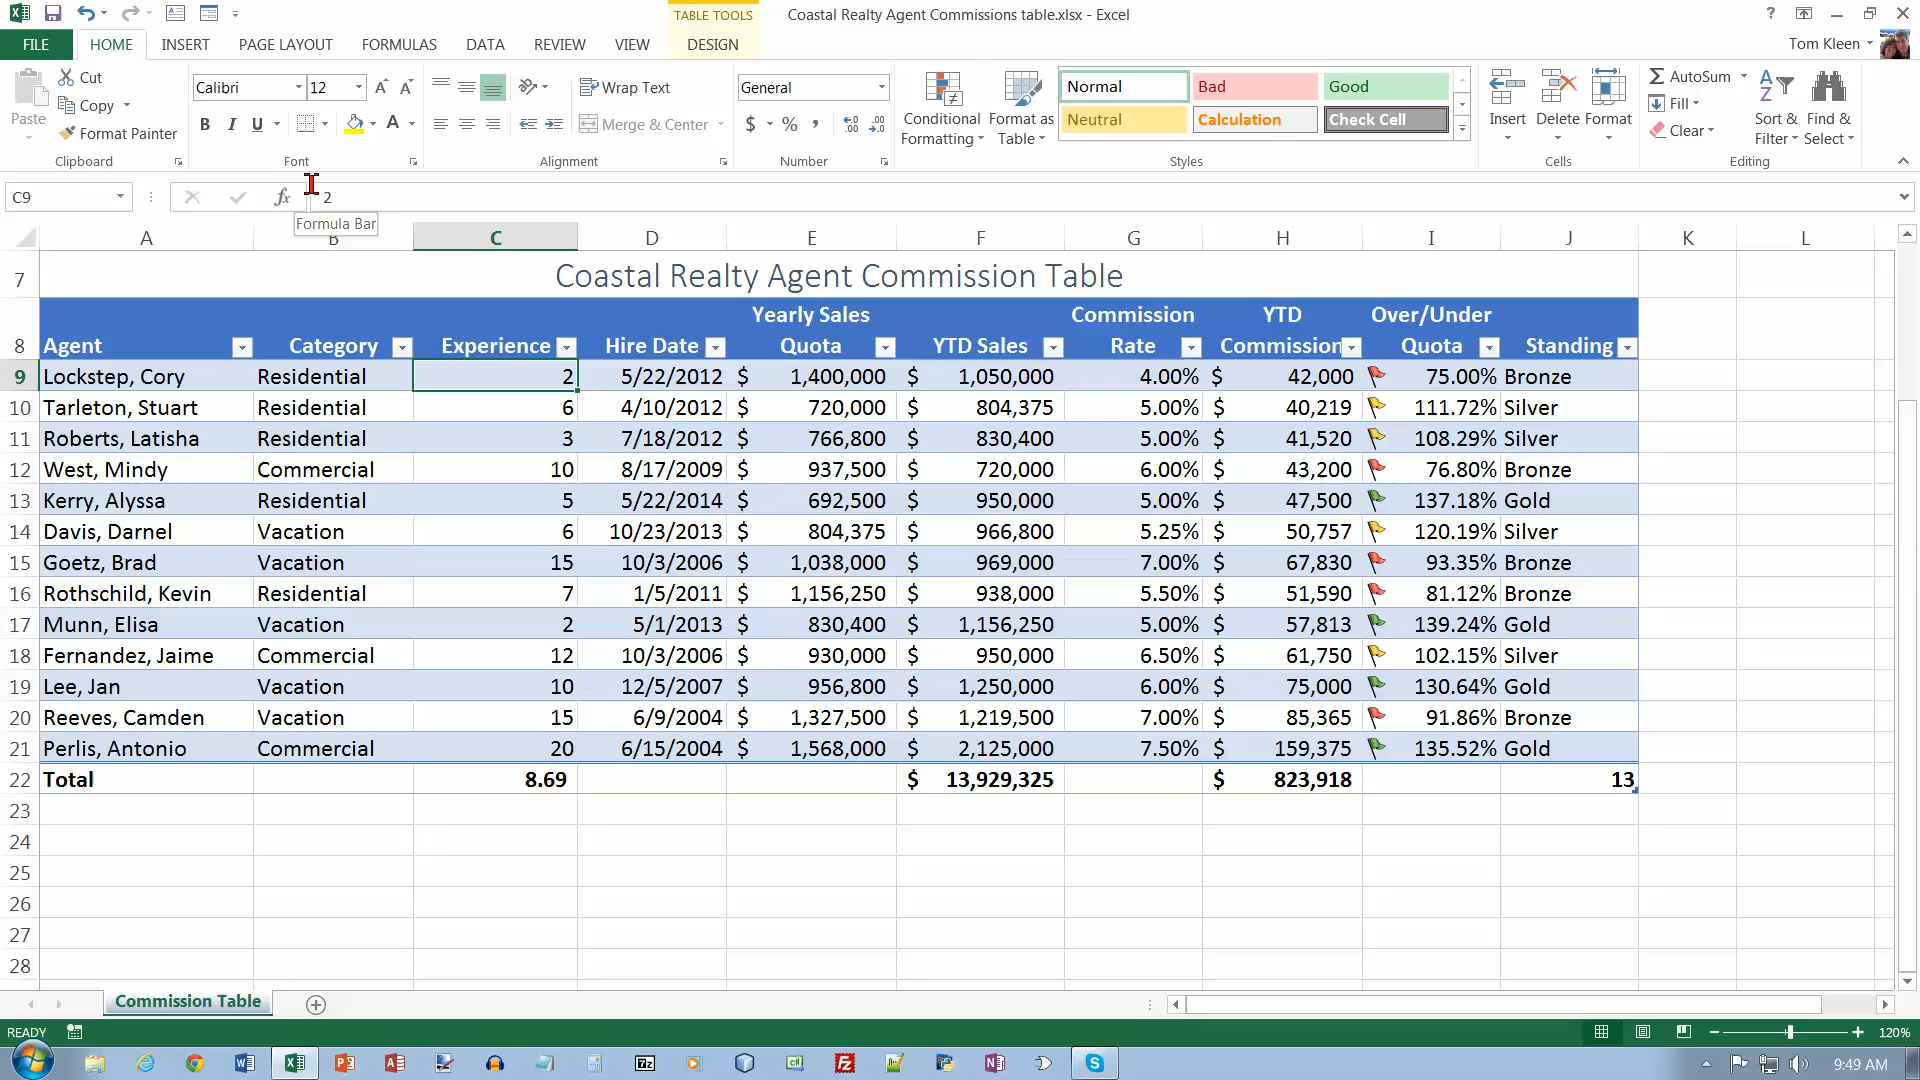 TABLE TOOLS
Coastal Realty Agent Commissions table.xlsx - Excel
?
FILE HOME INSERT PAGE LAYOUT FORMULAS DATA REVIEW VIEW DESIGN
Tom Kleen
Paste
Cut
Copy
Format Painter
Clipboard
Calibri 12
B I U
Font
Wrap Text
Merge & Center
Alignment
General
$ % ,
Number
Conditional
Formatting
Format as
Table
Normal Bad Good
Neutral Calculation Check Cell
Styles
Insert Delete Format
Cells
AutoSum
Fill
Clear
Sort &
Filter
Find &
Select
Editing
C9 fx 2
Formula Bar
A B C D E F G H I J K L
7 Coastal Realty Agent Commission Table
Yearly Sales Commission YTD Over/Under
8 Agent Category Experience Hire Date Quota YTD Sales Rate Commission Quota Standing
9 Lockstep, Cory Residential 2 5/22/2012 $ 1,400,000 $ 1,050,000 4.00% $ 42,000 75.00% Bronze
10 Tarleton, Stuart Residential 6 4/10/2012 $ 720,000 $ 804,375 5.00% $ 40,219 111.72% Silver
11 Roberts, Latisha Residential 3 7/18/2012 $ 766,800 $ 830,400 5.00% $ 41,520 108.29% Silver
12 West, Mindy Commercial 10 8/17/2009 $ 937,500 $ 720,000 6.00% $ 43,200 76.80% Bronze
13 Kerry, Alyssa Residential 5 5/22/2014 $ 692,500 $ 950,000 5.00% $ 47,500 137.18% Gold
14 Davis, Darnel Vacation 6 10/23/2013 $ 804,375 $ 966,800 5.25% $ 50,757 120.19% Silver
15 Goetz, Brad Vacation 15 10/3/2006 $ 1,038,000 $ 969,000 7.00% $ 67,830 93.35% Bronze
16 Rothschild, Kevin Residential 7 1/5/2011 $ 1,156,250 $ 938,000 5.50% $ 51,590 81.12% Bronze
17 Munn, Elisa Vacation 2 5/1/2013 $ 830,400 $ 1,156,250 5.00% $ 57,813 139.24% Gold
18 Fernandez, Jaime Commercial 12 10/3/2006 $ 930,000 $ 950,000 6.50% $ 61,750 102.15% Silver
19 Lee, Jan Vacation 10 12/5/2007 $ 956,800 $ 1,250,000 6.00% $ 75,000 130.64% Gold
20 Reeves, Camden Vacation 15 6/9/2004 $ 1,327,500 $ 1,219,500 7.00% $ 85,365 91.86% Bronze
21 Perlis, Antonio Commercial 20 6/15/2004 $ 1,568,000 $ 2,125,000 7.50% $ 159,375 135.52% Gold
22 Total 8.69 $ 13,929,325 $ 823,918 13
23
24
25
26
27
28
Commission Table
READY
120%
9:49 AM